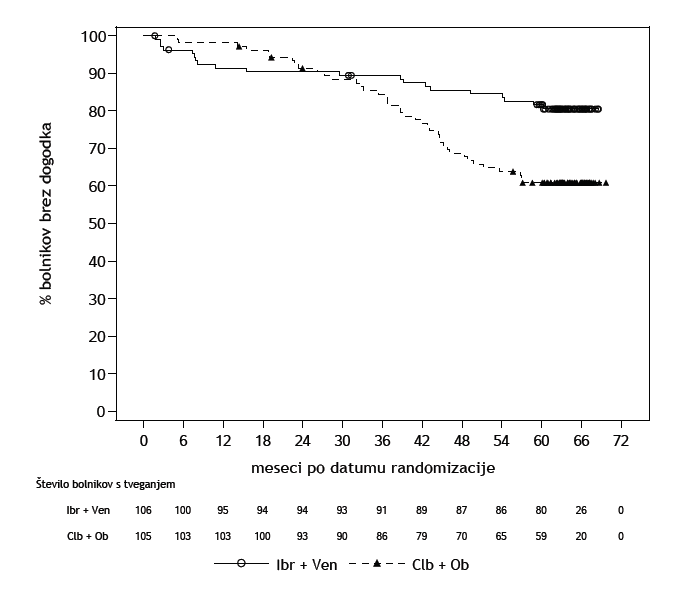 % bolnikov brez dogodka
100
90
80
70
60
50
40
30
20
10
0
0 6 12 18 24 30 36 42 48 54 60 66 72
meseci po datumu randomizacije
Število bolnikov s tveganjem
Ibr + Ven 106 100 95 94 94 93 91 89 87 86 80 26 0
Clb + Ob 105 103 103 100 93 90 86 79 70 65 59 20 0
Ibr + Ven Clb + Ob